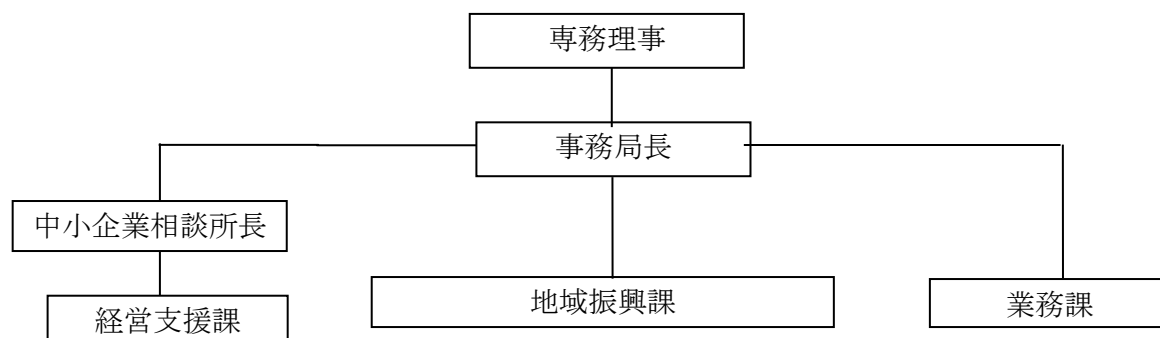 専務理事
事務局長
中小企業相談所長
経営支援課
地域振興課
業務課